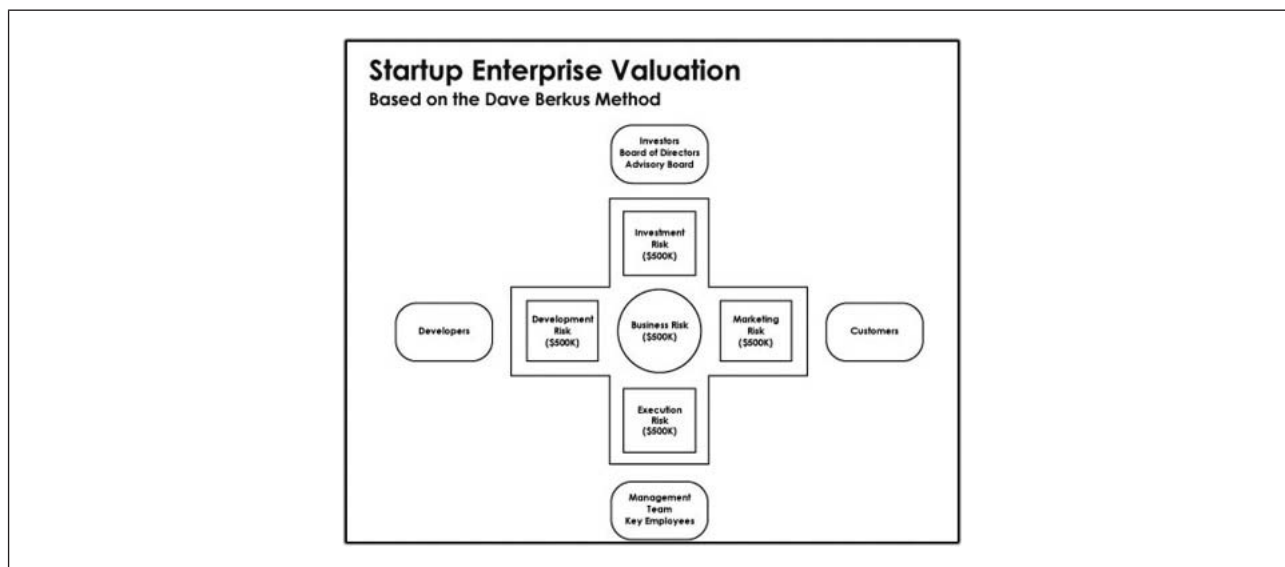 Startup Enterprise Valuation
Based on the Dave Berkus Method
Investors
Board of Directors
Advisory Board
Investment
Risk
($500K)
Developers
Development
Risk
($500K)
Business Risk
($500K)
Marketing
Risk
($500K)
Customers
Execution
Risk
($500K)
Management
Team
Key Employees